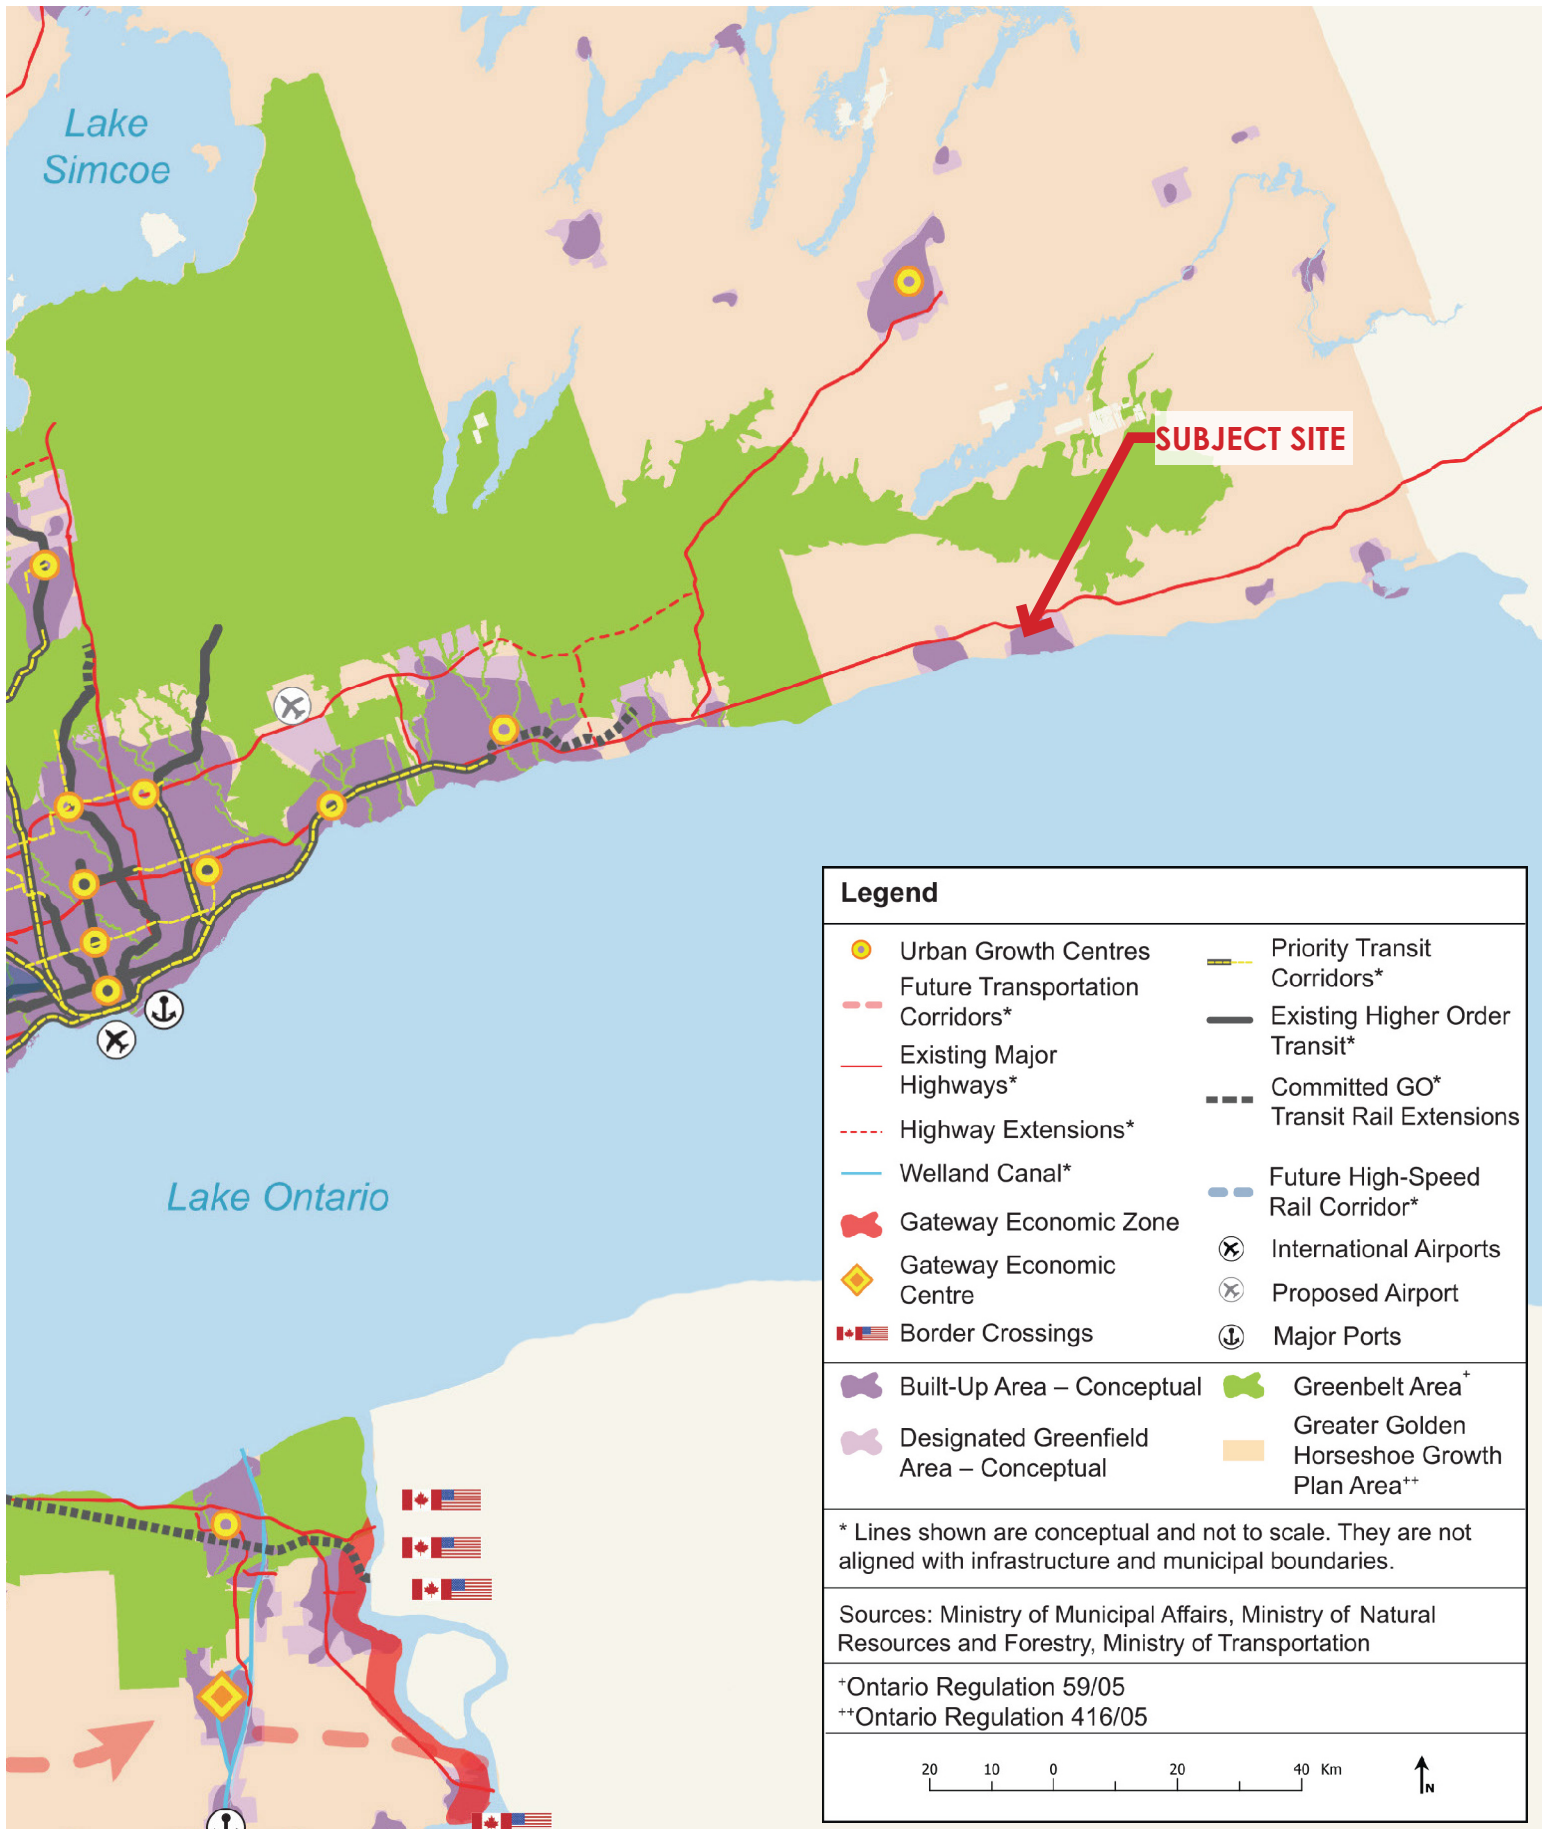 Lake
Simcoe
SUBJECT SITE
Lake Ontario
Legend
Urban Growth Centres
Future Transportation
Corridors*
Existing Major
Highways*
Highway Extensions*
Welland Canal*
Gateway Economic Zone
Gateway Economic
Centre
Border Crossings
Priority Transit
Corridors*
Existing Higher Order
Transit*
Committed GO*
Transit Rail Extensions
Future High-Speed
Rail Corridor*
International Airports
Proposed Airport
Major Ports
Built-Up Area – Conceptual
Designated Greenfield
Area – Conceptual
Greenbelt Area+
Greater Golden
Horseshoe Growth
Plan Area++
* Lines shown are conceptual and not to scale. They are not
aligned with infrastructure and municipal boundaries.
Sources: Ministry of Municipal Affairs, Ministry of Natural
Resources and Forestry, Ministry of Transportation
+Ontario Regulation 59/05
++Ontario Regulation 416/05
20 10 0 20 40 Km
N